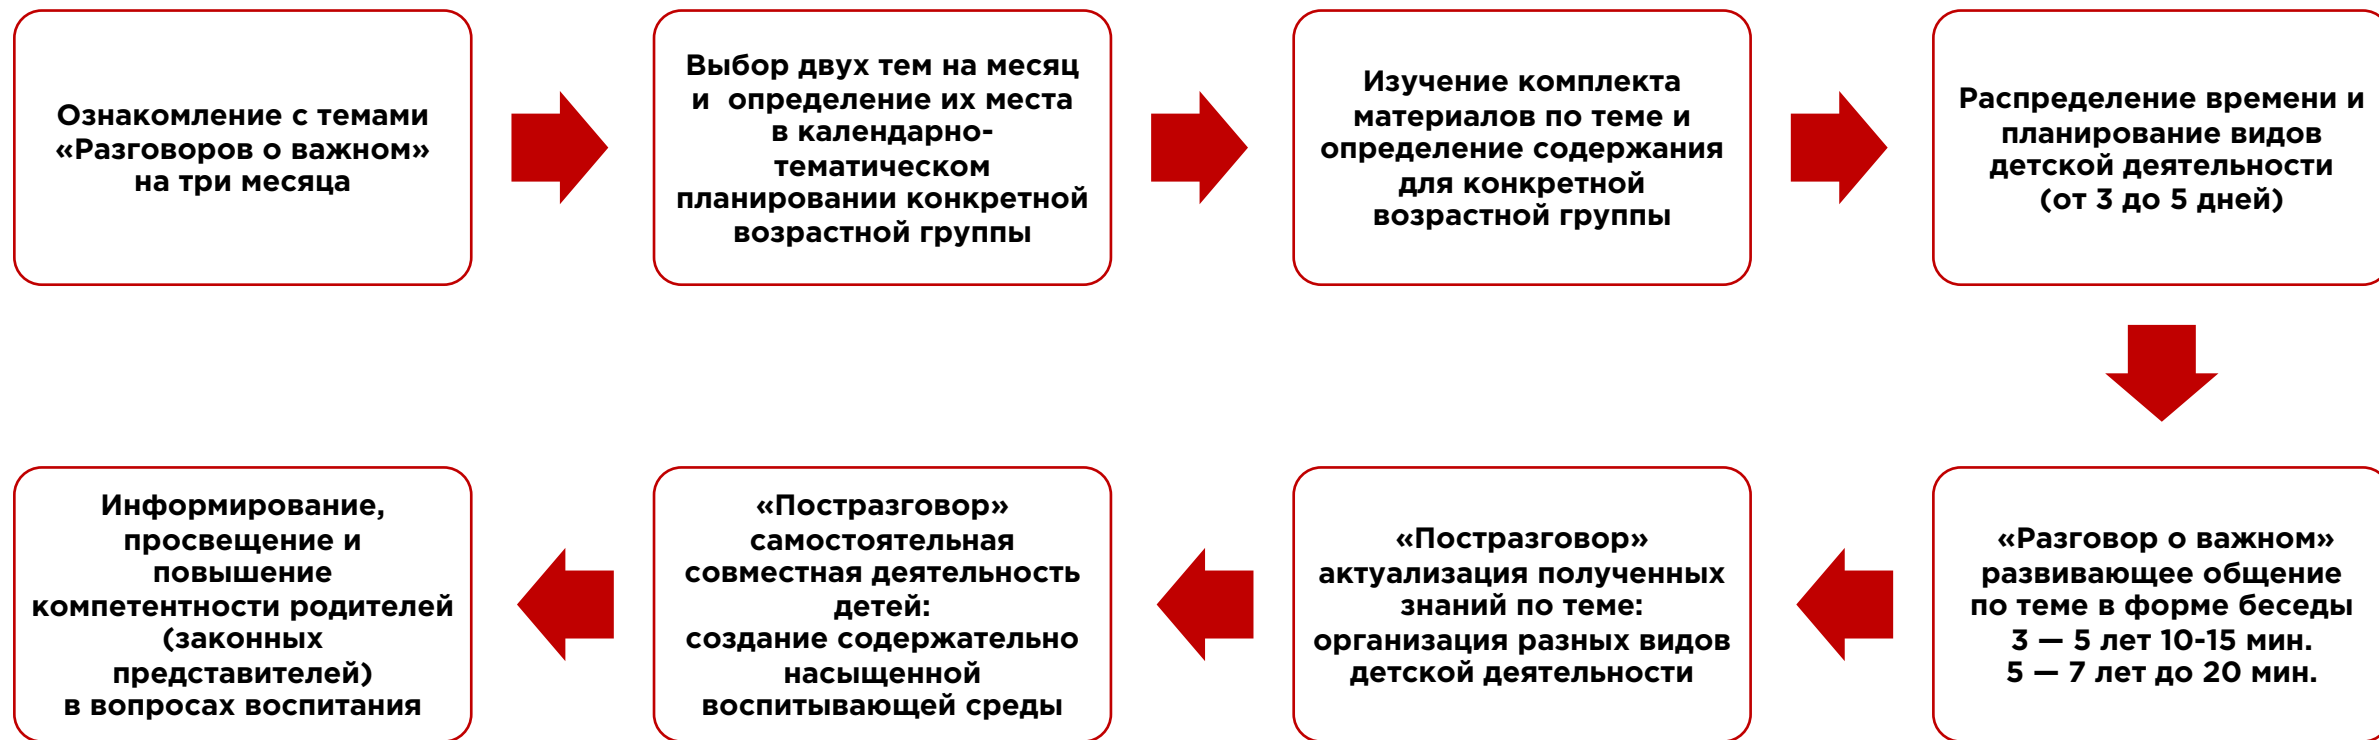 Ознакомление с темами
«Разговоров о важном»
на три месяца
Выбор двух тем на месяц
и определение их места
в календарно-
тематическом
планировании конкретной
возрастной группы
Изучение комплекта
материалов по теме и
определение содержания
для конкретной
возрастной группы
Распределение времени и
планирование видов
детской деятельности
(от 3 до 5 дней)
«Разговор о важном»
развивающее общение
по теме в форме беседы
3 — 5 лет 10-15 мин.
5 — 7 лет до 20 мин.
«Постразговор»
актуализация полученных
знаний по теме:
организация разных видов
детской деятельности
«Постразговор»
самостоятельная
совместная деятельность
детей:
создание содержательно
насыщенной
воспитывающей среды
Информирование,
просвещение и
повышение
компетентности родителей
(законных
представителей)
в вопросах воспитания